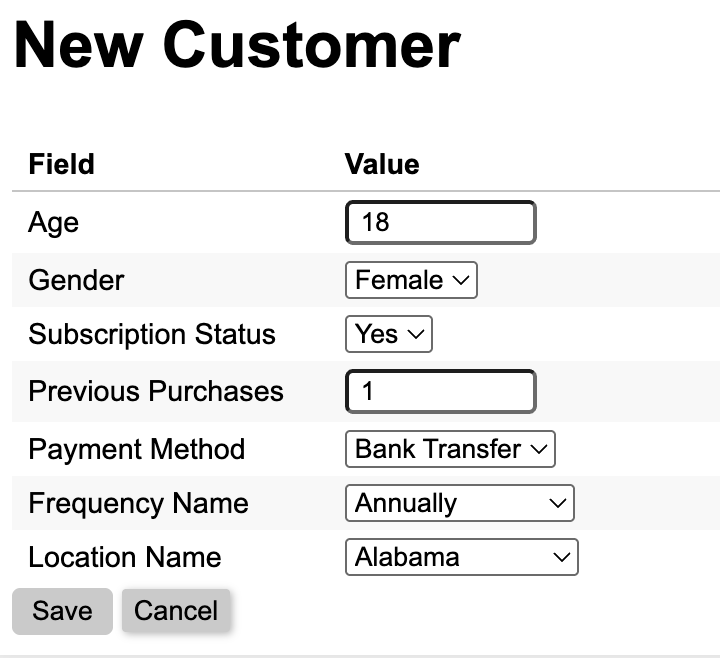 New Customer
Field Value
Age 18
Gender Female
Subscription Status Yes
Previous Purchases 1
Payment Method Bank Transfer
Frequency Name Annually
Location Name Alabama
Save Cancel